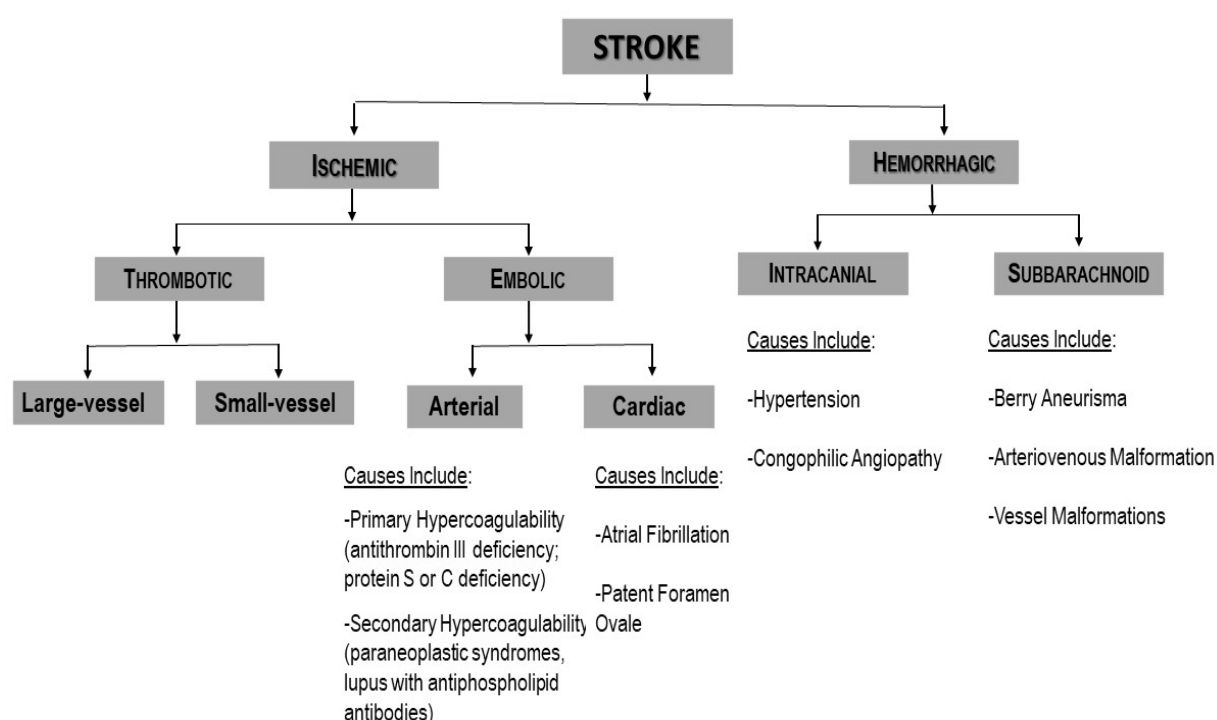 STROKE
ISCHEMIC
HEMORRHAGIC
THROMBOTIC
EMBOLIC
INTRACANIAL
SUBBARACHNOID
Large-vessel
Small-vessel
Arterial
Cardiac
Causes Include:
-Primary Hypercoagulability
(antithrombin III deficiency;
protein S or C deficiency)
-Secondary Hypercoagulability
(paraneoplastic syndromes,
lupus with antiphospholipid
antibodies)
Causes Include:
-Atrial Fibrillation
-Patent Foramen
Ovale
Causes Include:
-Hypertension
-Congophilic Angiopathy
Causes Include:
-Berry Aneurisma
-Arteriovenous Malformation
-Vessel Malformations